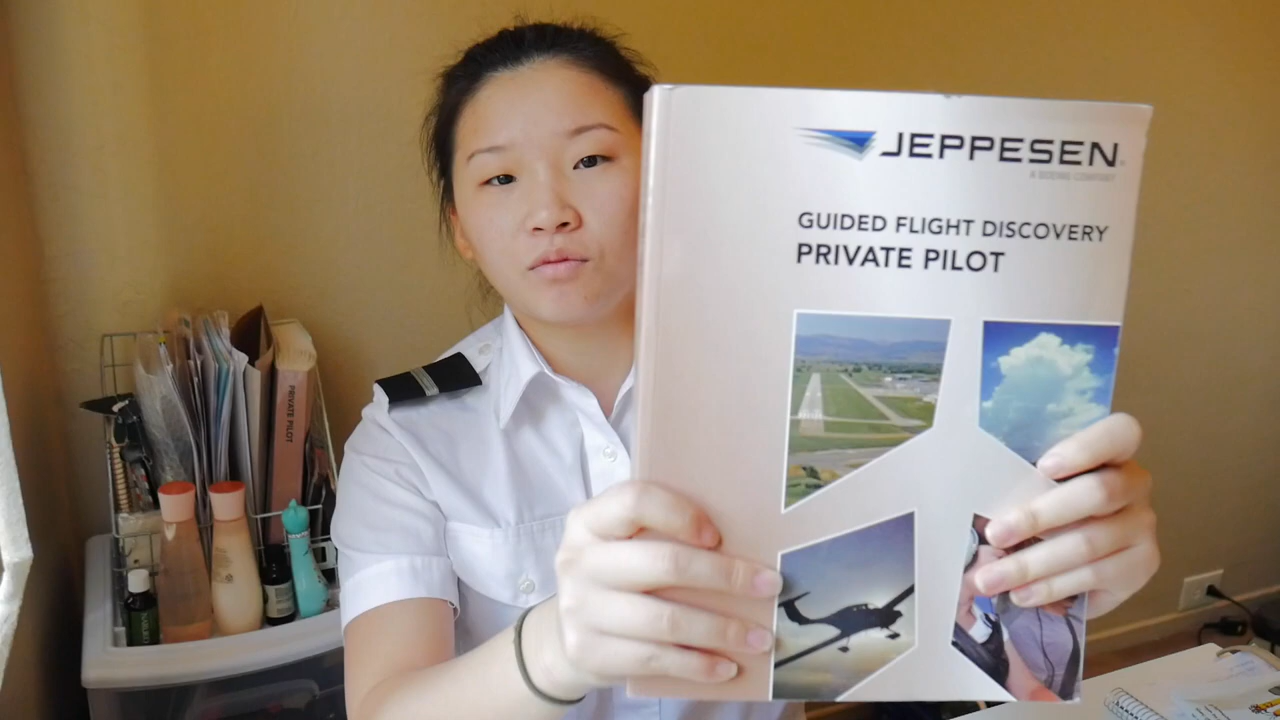 JEPPESEN
A BOEING COMPANY
GUIDED FLIGHT DISCOVERY
PRIVATE PILOT
PRIVATE PILOT